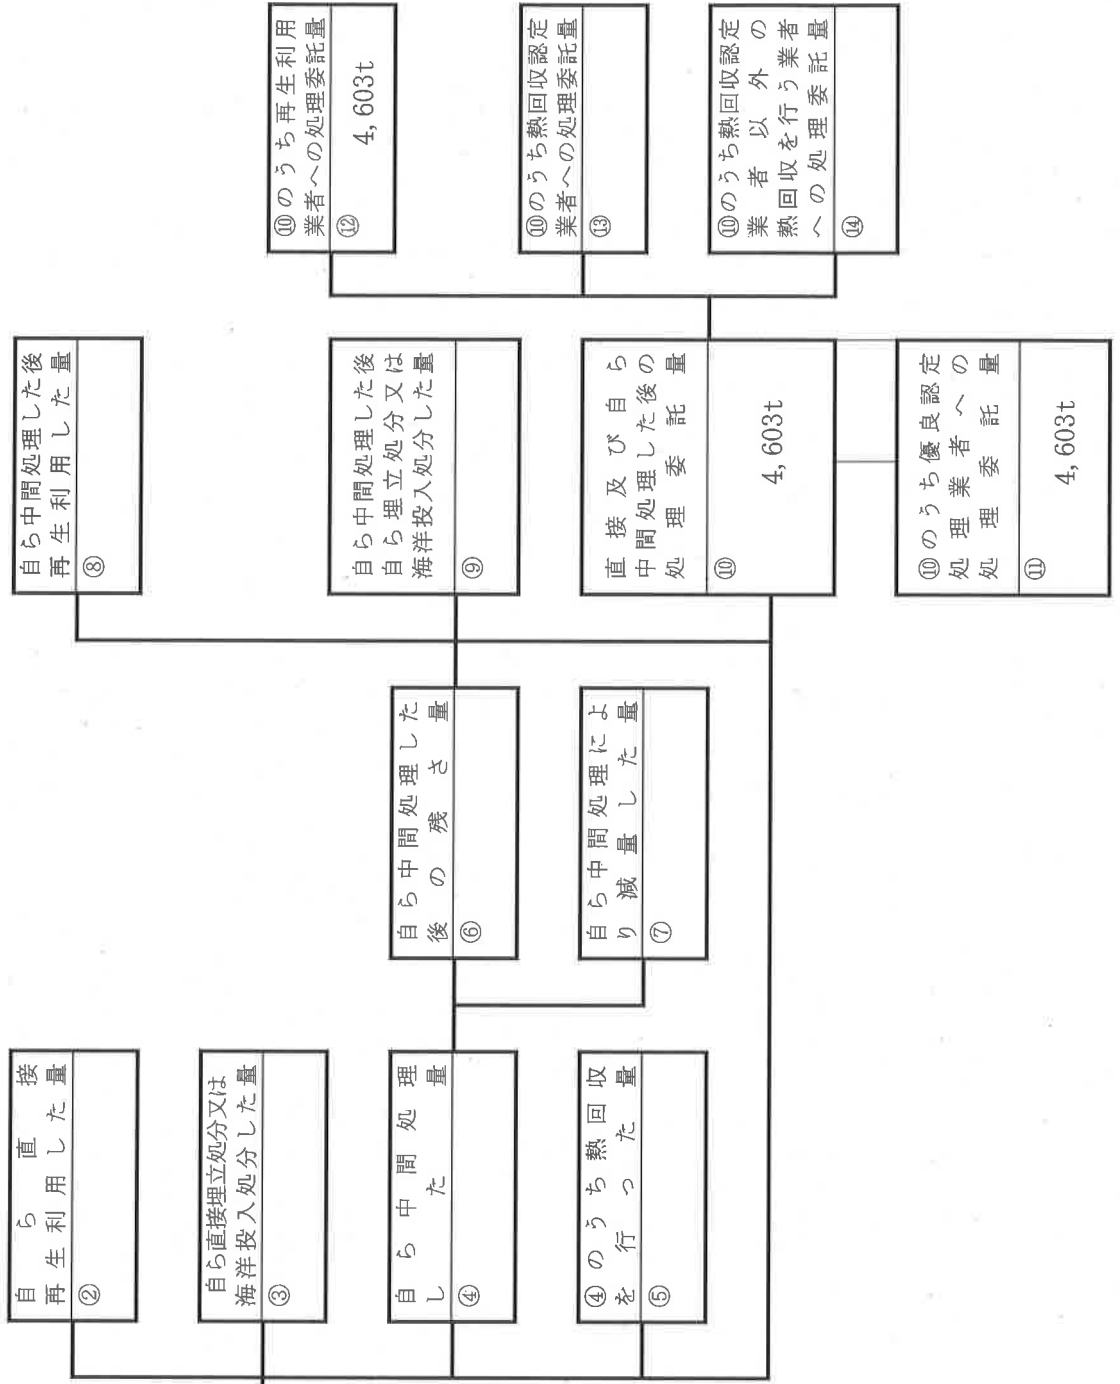 自ら直接
再生利用した量
②
自ら直接埋立処分又は
海洋投入処分した量
③
自ら中間処理
した量
④
④のうち熱回収
を行った量
⑤
自ら中間処理した
後の残さ量
⑥
自ら中間処理によ
り減量した量
⑦
自ら中間処理した後
再生利用した量
⑧
自ら中間処理した後
自ら埋立処分又は
海洋投入処分した量
⑨
直接及び自ら
中間処理した後の
処理委託量
⑩
4,603t
⑩のうち優良認定
処理業者への
処理委託量
⑪
4,603t
⑩のうち再生利用
業者への処理委託量
⑫
4,603t
⑩のうち熱回収認定
業者への処理委託量
⑬
⑩のうち熱回収認定
業者以外の
熱回収を行う業者
への処理委託量
⑭